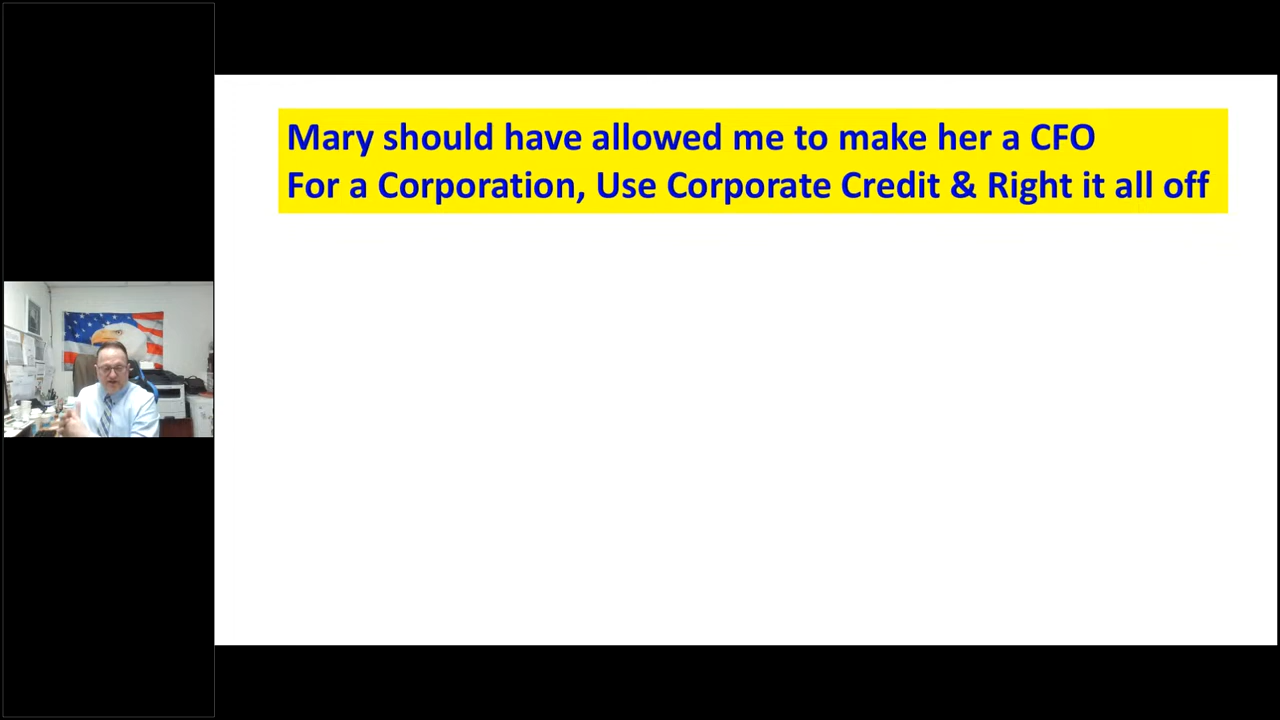 Mary should have allowed me to make her a CFO
For a Corporation, Use Corporate Credit & Right it all off